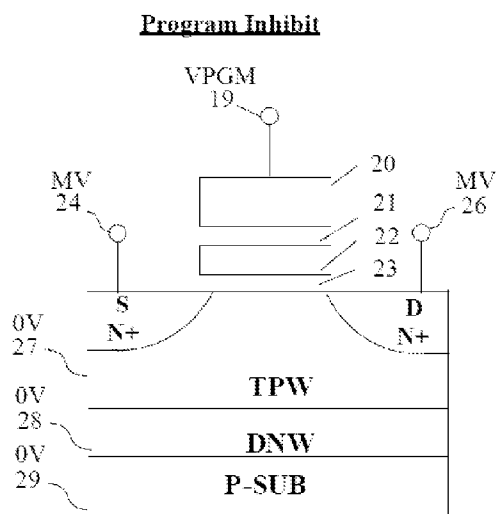 Program Inhibit
VPGM
19
20
MV
24
21
MV
26
22
23
S
D
N+
N+
0V
27
TPW
0V
28
DNW
0V
29
P-SUB